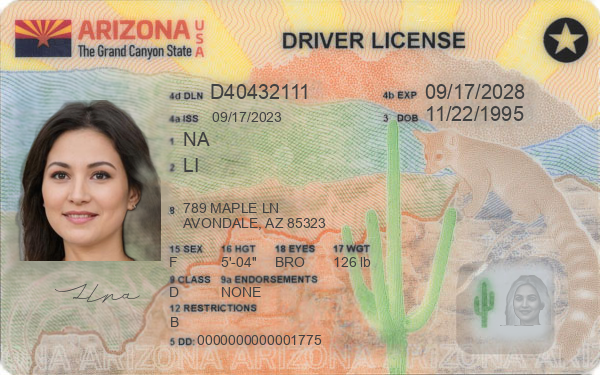 ARIZONA USA
The Grand Canyon State
DRIVER LICENSE
4d DLN D40432111
4b EXP 09/17/2028
4a ISS 09/17/2023
3 DOB 11/22/1995
1 NA
2 LI
8 789 MAPLE LN
AVONDALE, AZ 85323
15 SEX F
16 HGT 5'-04"
18 EYES BRO
17 WGT 126 lb
9 CLASS D
9a ENDORSEMENTS NONE
12 RESTRICTIONS
B
5 DD: 0000000000001775
NA ARIZONA ARIZONA ARIZONA ARIZONA